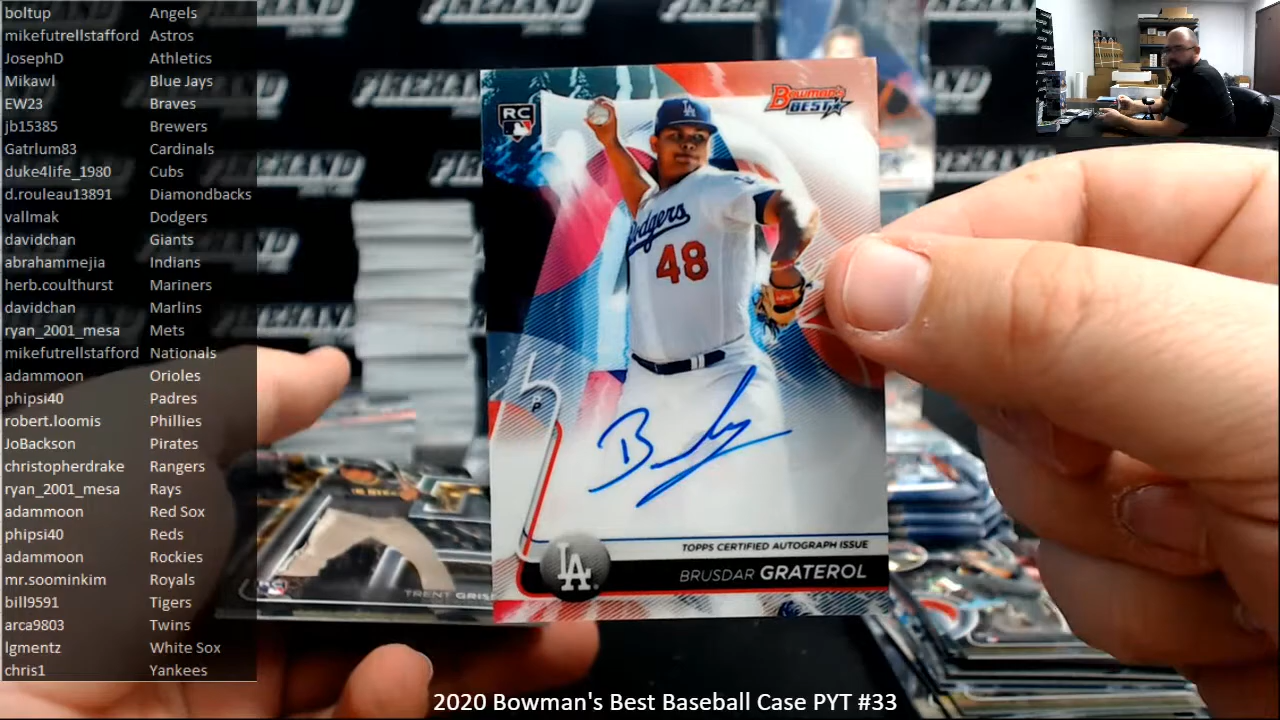 boltup Angels
mikefutrellstafford Astros
JosephD Athletics
Mikawl Blue Jays
EW23 Braves
jb15385 Brewers
Gatrlum83 Cardinals
duke4life_1980 Cubs
d.rouleau13891 Diamondbacks
vallmak Dodgers
davidchan Giants
abrahammejia Indians
herb.coulthurst Mariners
davidchan Marlins
ryan_2001_mesa Mets
mikefutrellstafford Nationals
adammoon Orioles
phipsi40 Padres
robert.loomis Phillies
JoBackson Pirates
christopherdrake Rangers
ryan_2001_mesa Rays
adammoon Red Sox
phipsi40 Reds
adammoon Rockies
mr.soominkim Royals
bill9591 Tigers
arca9803 Twins
lgmentz White Sox
chris1 Yankees
FIREHAND
RC
Bowman's
BEST
LA
Dodgers
48
P
TOPPS CERTIFIED AUTOGRAPH ISSUE
LA
BRUSDAR GRATEROL
TRENT GRIS
2020 Bowman's Best Baseball Case PYT #33